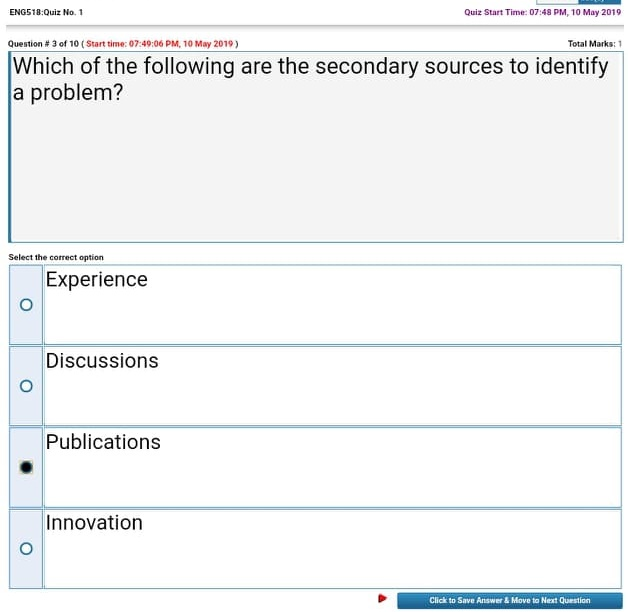 ENG518:Quiz No. 1
Quiz Start Time: 07:48 PM, 10 May 2019
Question # 3 of 10 ( Start time: 07:49:06 PM, 10 May 2019 )
Total Marks: 1
Which of the following are the secondary sources to identify
a problem?
Select the correct option
Experience
Discussions
Publications
Innovation
Click to Save Answer & Move to Next Question